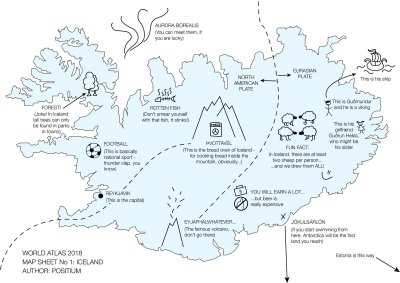 AURORA BOREALIS
(You can meet them, if
you are lucky)
NORTH
AMERICAN
PLATE
EURASIAN
PLATE
This is his ship
FOREST!
(Joke! In Iceland
tall trees can only
be found in parks
in towns)
ROTTEN FISH
(Don't smear yourself
with that fish, it stinks!)
This is Guðmundur
and he is a viking
This is his
girlfriend
Guðrun Hekla,
who might be
his sister
FOOTBALL
(This is basically
national sport -
thunder clap, you
know)
ÞVOTTAVÉL
(This is the bread oven of Iceland -
for cooking bread inside the
mountain, obviously...)
FUN FACT:
In Iceland, there are at least
two sheep per person...
...and we drew them ALL!
REYKJAVIK
(This is the capital)
YOU WILL EARN A LOT...
... but beer is
really expensive
EYJAFJALWHATEVER...
(The famous volcano,
don't go there)
JÖKULSARLÓN
(If you start swimming from
here, Antarctica will be the first
land you reach)
Estonia is this way
WORLD ATLAS 2018
MAP SHEET No 1: ICELAND
AUTHOR: POSITIUM